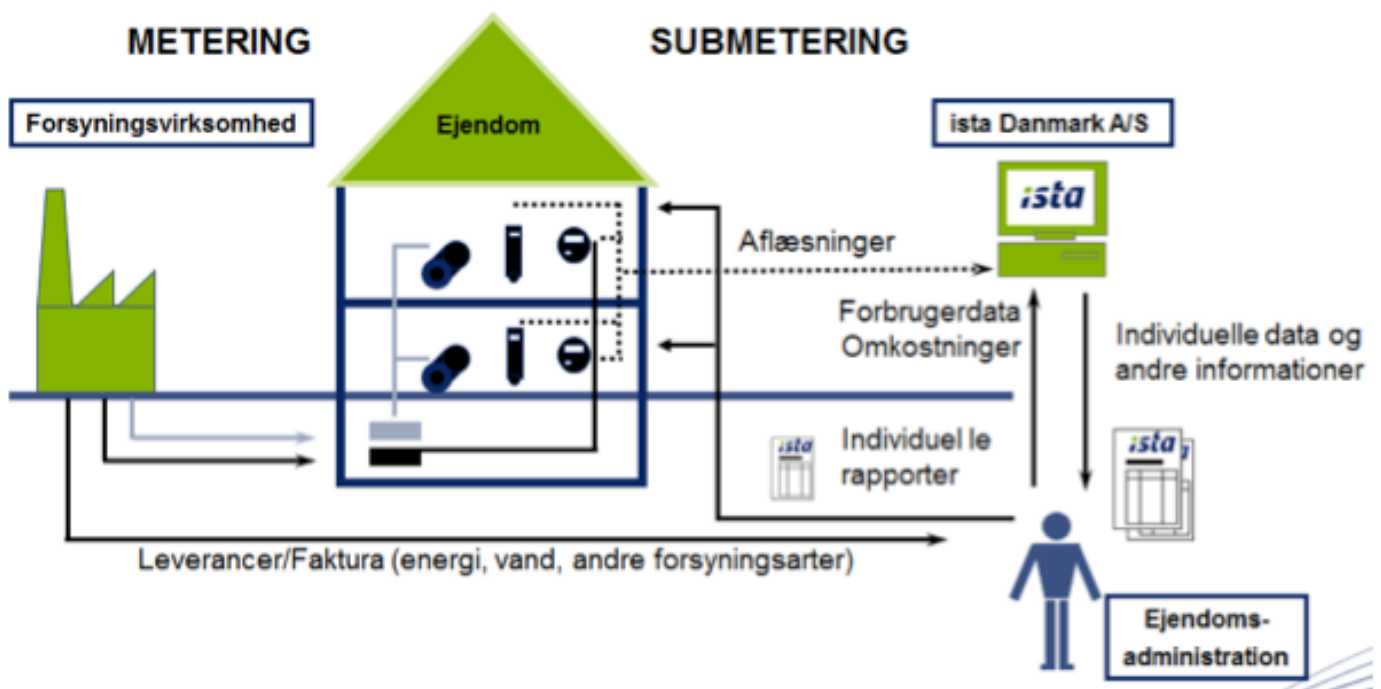 METERING
SUBMETERING
Forsyningsvirksomhed
Ejendom
ista Danmark A/S
ista
Aflæsninger
Forbrugerdata
Omkostninger
Individuelle data og
andre informationer
ista
Individuel le
rapporter
ista
Leverancer/Faktura (energi, vand, andre forsyningsarter)
Ejendoms-
administration